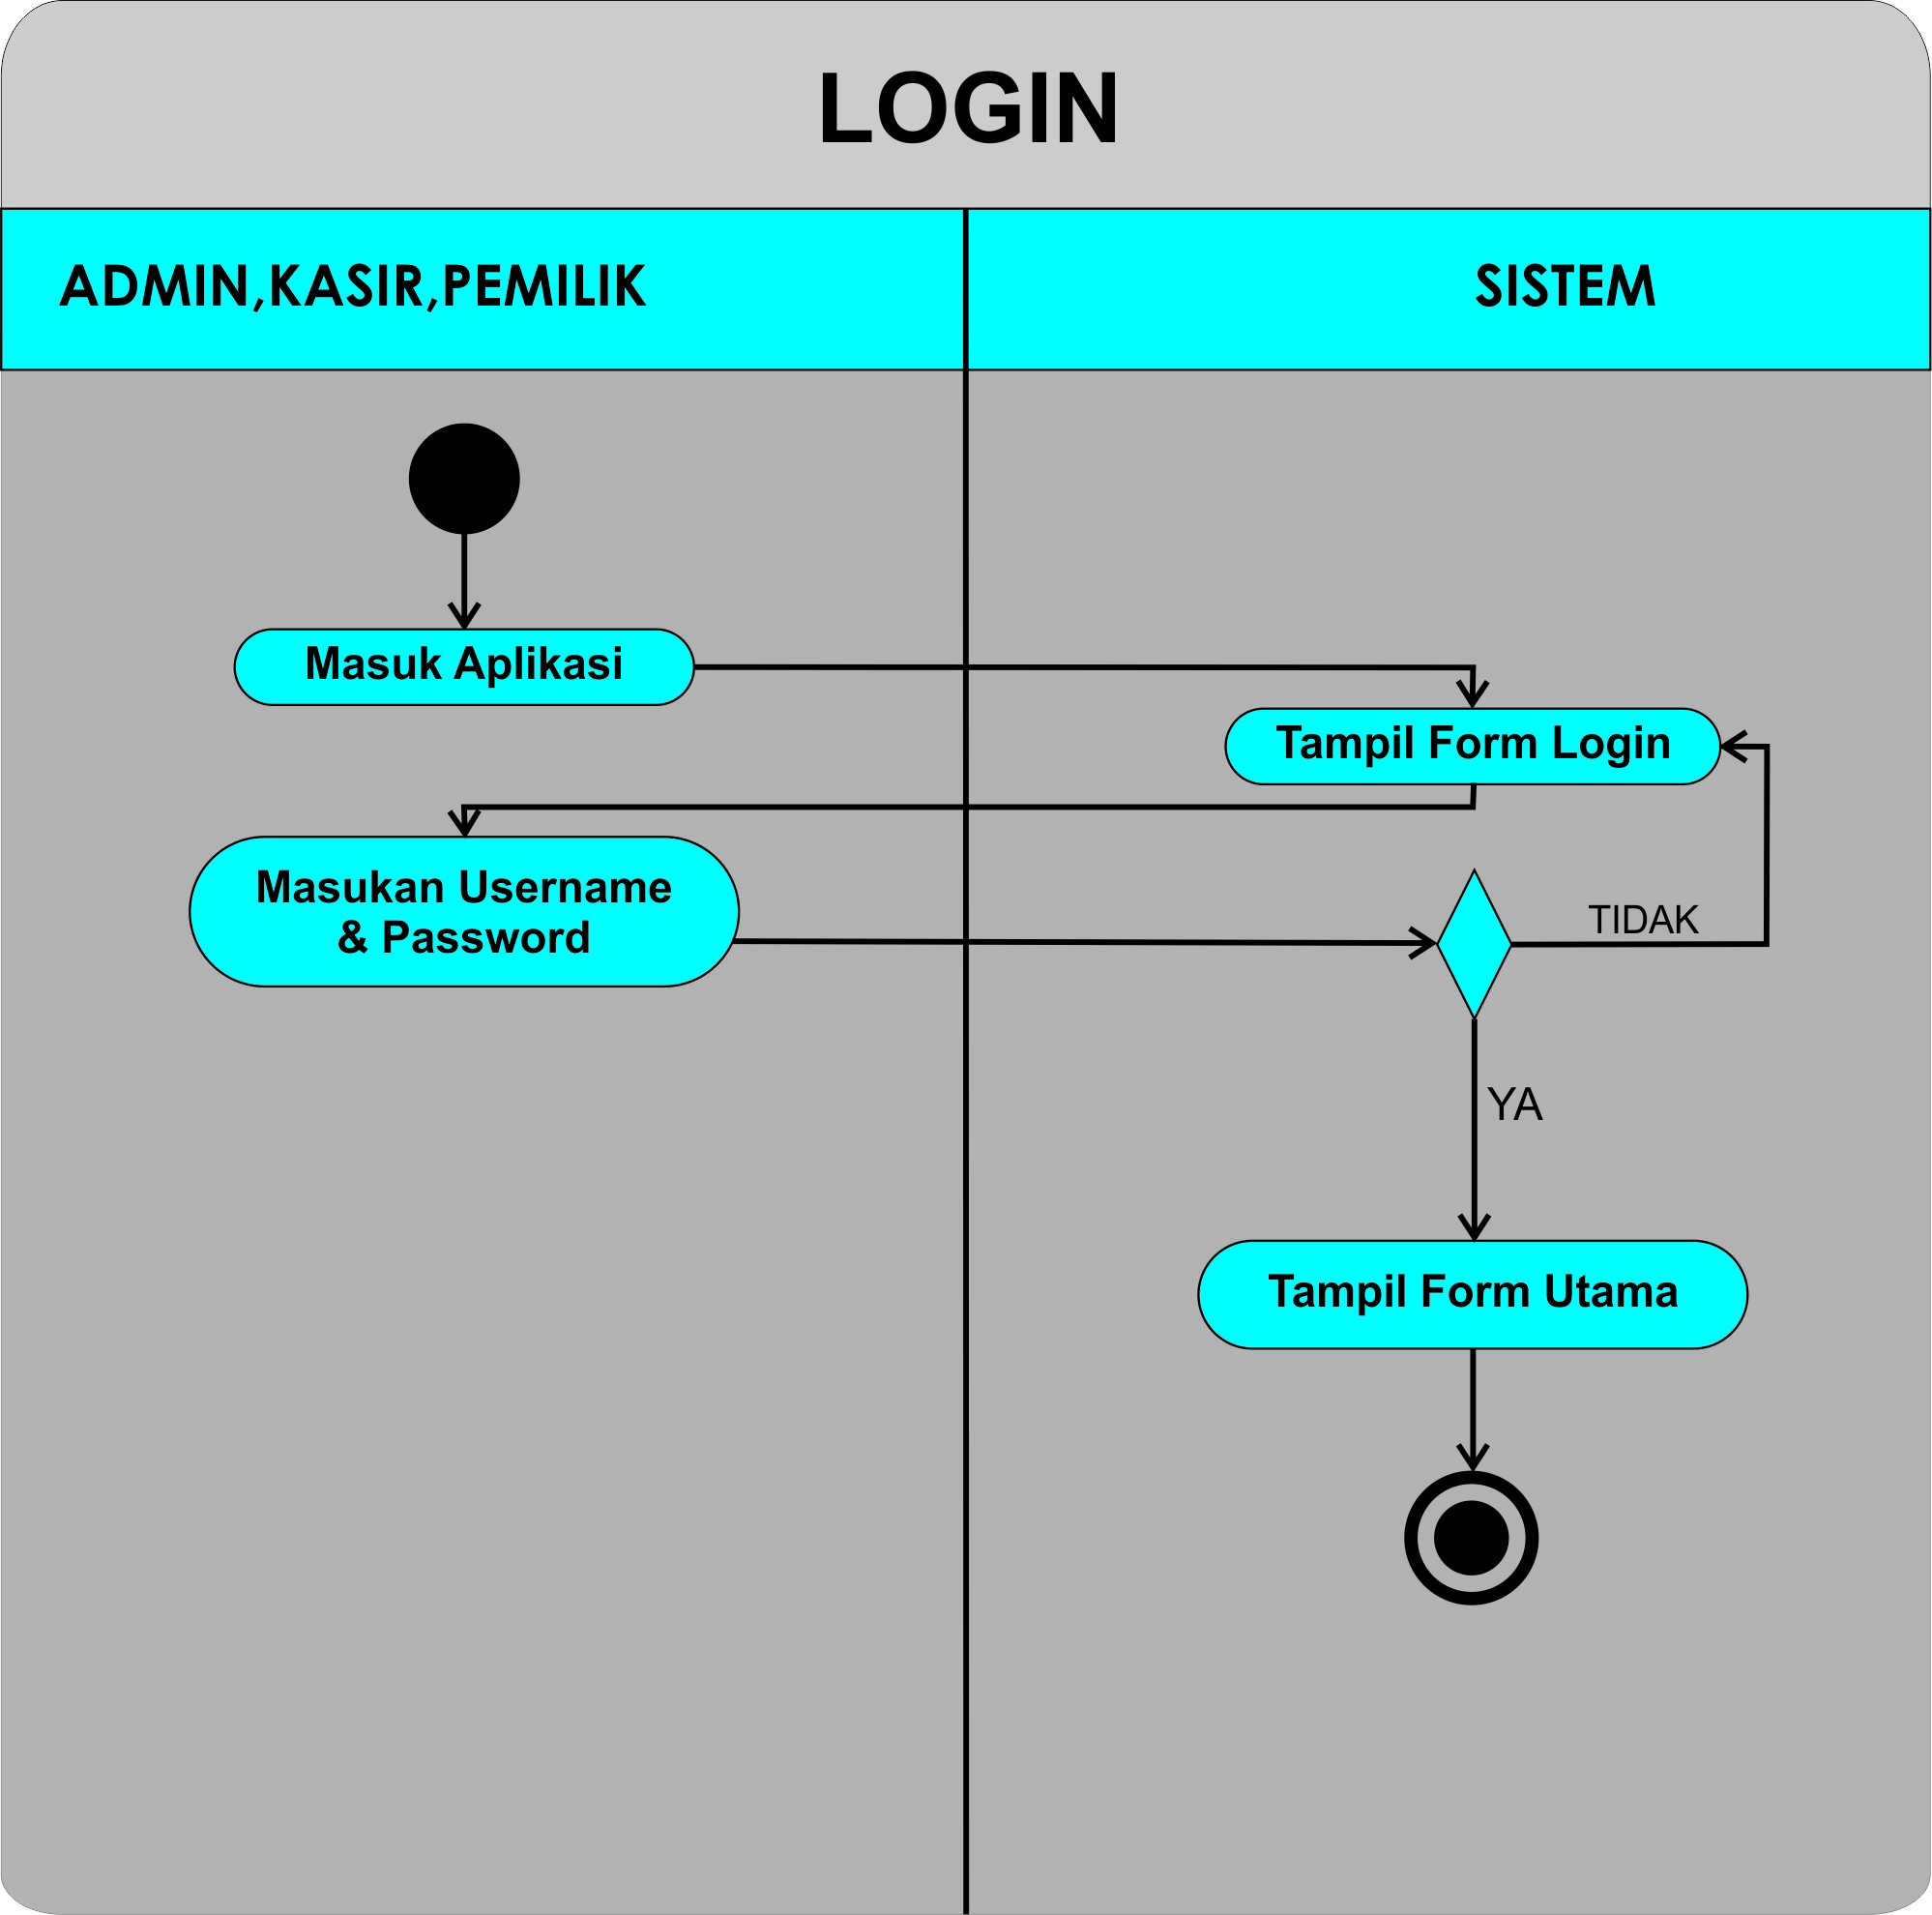 LOGIN
ADMIN,KASIR,PEMILIK
SISTEM
Masuk Aplikasi
Tampil Form Login
Masukan Username
& Password
TIDAK
YA
Tampil Form Utama